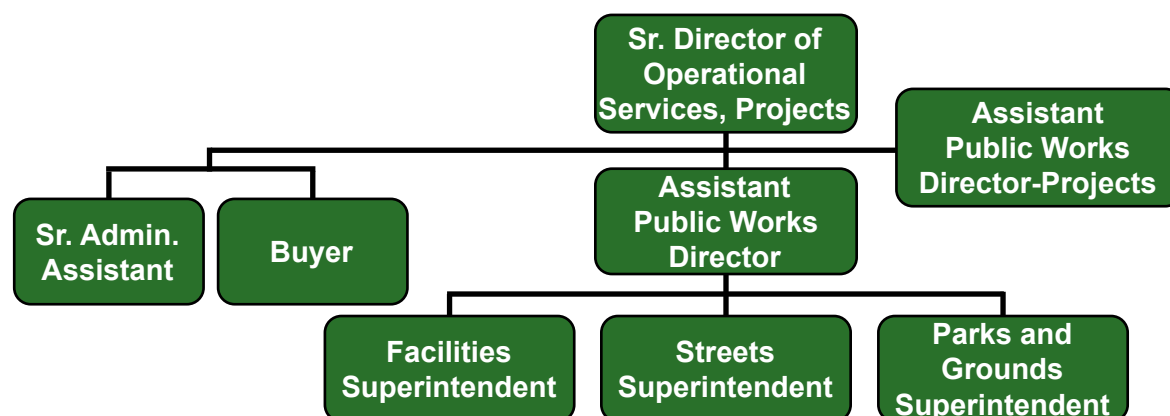 Sr. Director of
Operational
Services, Projects
Assistant
Public Works
Director-Projects
Assistant
Public Works
Director
Sr. Admin.
Assistant
Buyer
Facilities
Superintendent
Streets
Superintendent
Parks and
Grounds
Superintendent